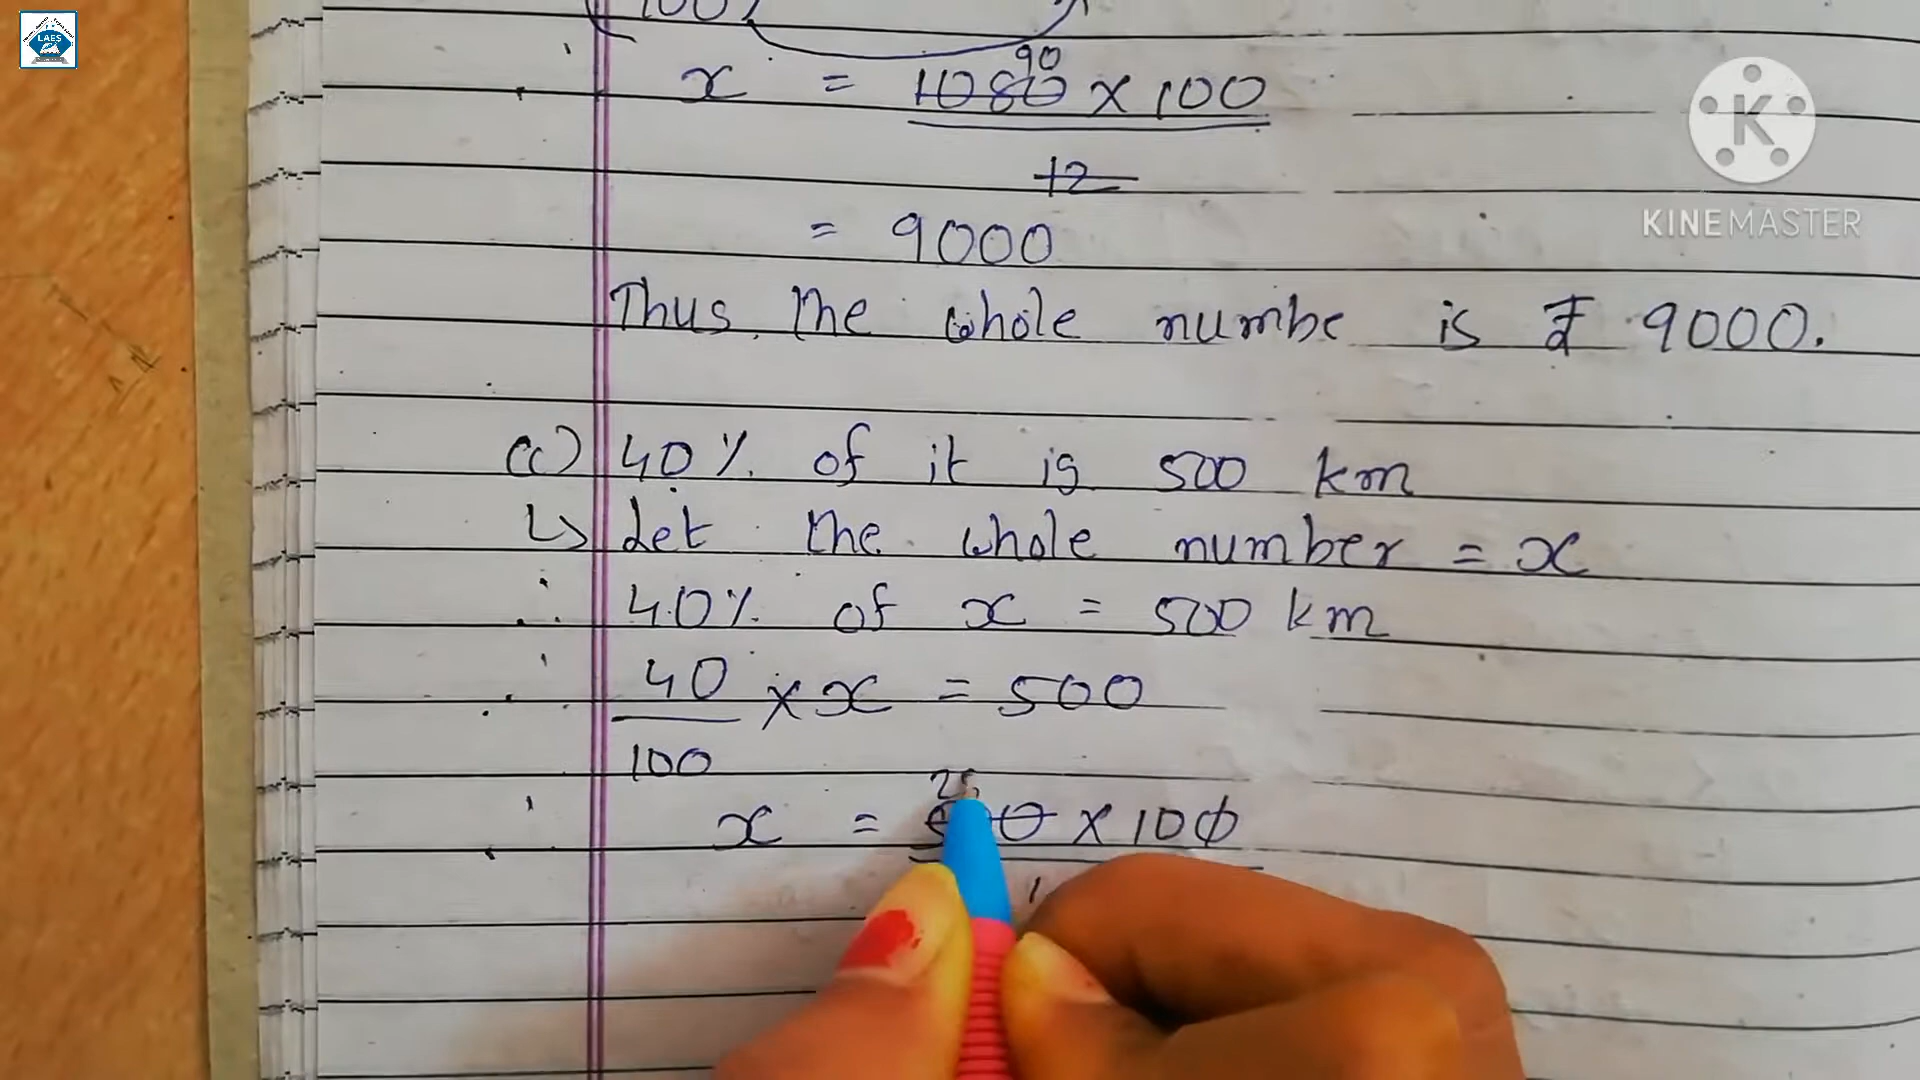 LAES
100
90
x = 1080 × 100
12
= 9000
Thus, the whole numbe is ₹ 9000.
(c) 40% of it is 500 km
↳ Let the whole number = x
∴ 40% of x = 500 km
40 × x = 500
100
x = 500 × 100
K
KINEMASTER